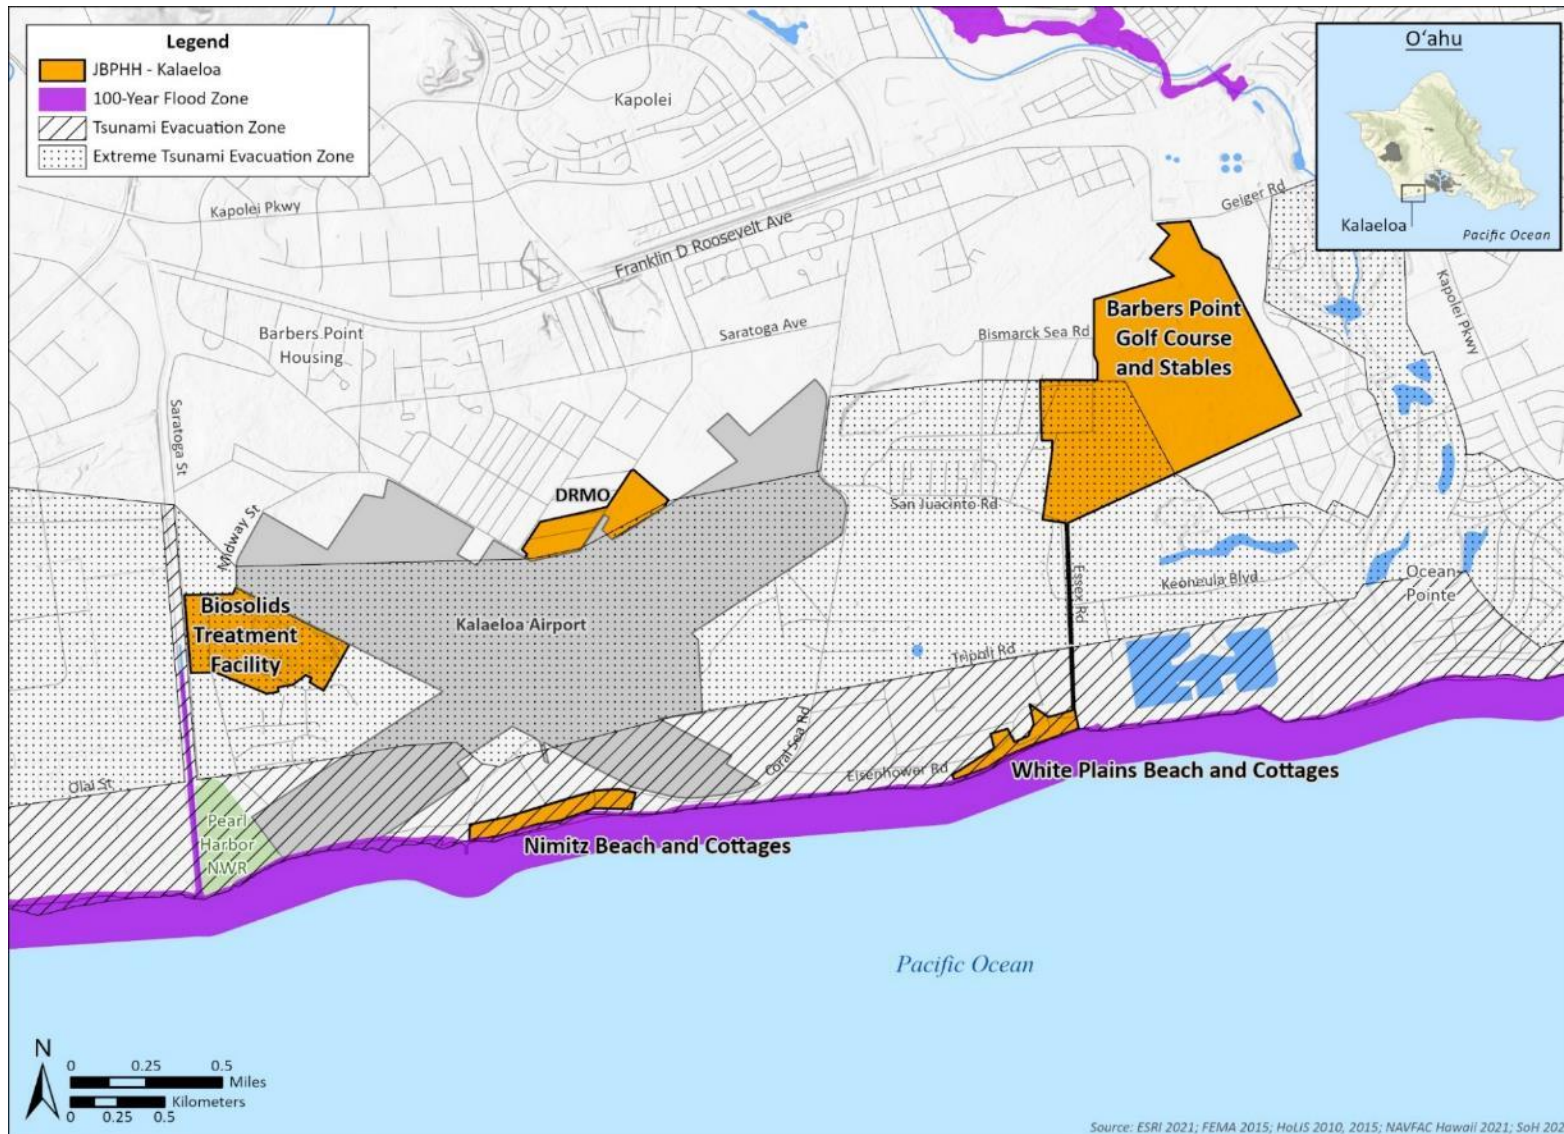 Legend
JBPHH - Kalaeloa
100-Year Flood Zone
Tsunami Evacuation Zone
Extreme Tsunami Evacuation Zone
O‘ahu
Kalaeloa
Pacific Ocean
Kapolei
Kapolei Pkwy
Geiger Rd
Franklin D Roosevelt Ave
Kapolei Pkwy
Barbers Point
Housing
Saratoga Ave
Bismarck Sea Rd
Barbers Point
Golf Course
and Stables
Saratoga St
DRMO
San Juacinto Rd
Midway St
Biosolids
Treatment
Facility
Kalaeloa Airport
Essex Rd
Keoneula Blvd
Ocean
Pointe
Tripoli Rd
Coral Sea Rd
Olai St
Eisenhower Rd
White Plains Beach and Cottages
Pearl
Harbor
NWR
Nimitz Beach and Cottages
Pacific Ocean
N
0 0.25 0.5
Miles
Kilometers
0 0.25 0.5
Source: ESRI 2021; FEMA 2015; HoLIS 2010, 2015; NAVFAC Hawaii 2021; SoH 202